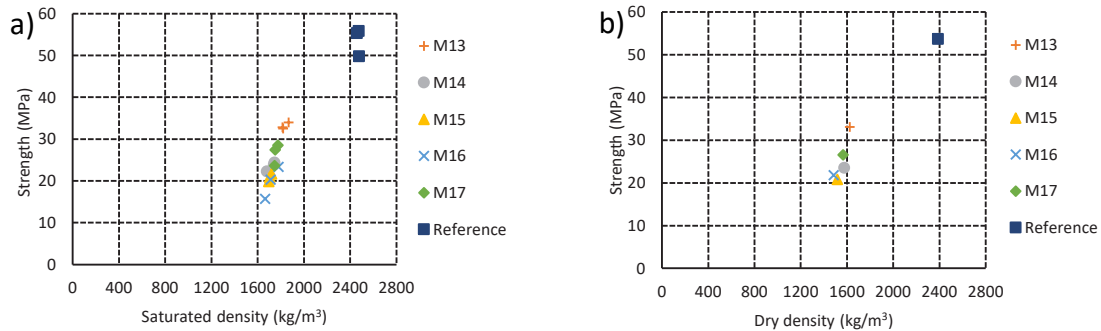 a)
Strength (MPa)
60
50
40
30
20
10
0
0 400 800 1200 1600 2000 2400 2800
Saturated density (kg/m³)
M13
M14
M15
M16
M17
Reference
b)
Strength (MPa)
60
50
40
30
20
10
0
0 400 800 1200 1600 2000 2400 2800
Dry density (kg/m³)
M13
M14
M15
M16
M17
Reference